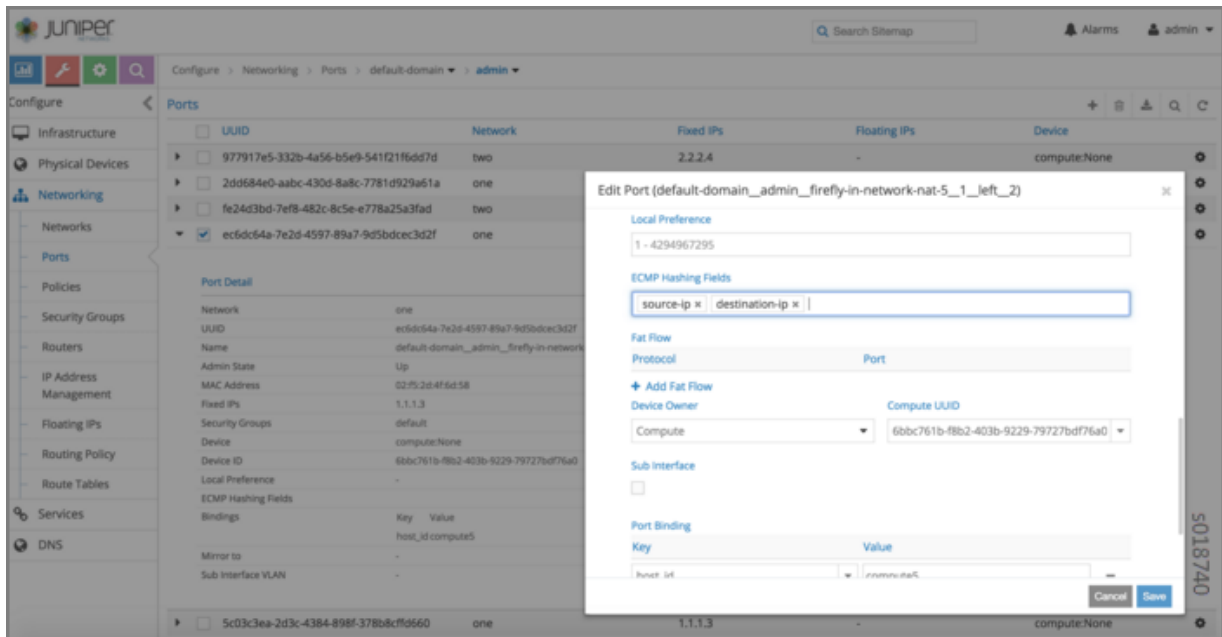 JUNIPER
NETWORKS
Search Sitemap
Alarms
admin
Configure > Networking > Ports > default-domain > admin
Configure
Ports
Infrastructure
Physical Devices
Networking
Networks
Ports
Policies
Security Groups
Routers
IP Address
Management
Floating IPs
Routing Policy
Route Tables
Services
DNS
UUID Network Fixed IPs Floating IPs Device
977917e5-332b-4a56-b5e9-541f21f6dd7d two 2.2.2.4 - compute:None
2dd684e0-aabc-430d-8a8c-7781d929a61a one
fe24d3bd-7ef8-482c-8c5e-e778a25a3fad two
ec6dc64a-7e2d-4597-89a7-9d5bdcec3d2f one
Port Detail
Network one
UUID ec6dc64a-7e2d-4597-89a7-9d5bdcec3d2f
Name default-domain__admin__firefly-in-network
Admin State Up
MAC Address 02:f5:2d:4f:6d:58
Fixed IPs 1.1.1.3
Security Groups default
Device compute:None
Device ID 6bbc761b-f8b2-403b-9229-79727bdf76a0
Local Preference -
ECMP Hashing Fields
Bindings Key Value
host_id compute5
Mirror to -
Sub Interface VLAN -
5c03c3ea-2d3c-4384-898f-378b8cffd660 one 1.1.1.3 - compute:None
Edit Port (default-domain__admin__firefly-in-network-nat-5__1__left__2) ×
Local Preference
1 - 4294967295
ECMP Hashing Fields
source-ip × destination-ip ×
Fat Flow
Protocol Port
+ Add Fat Flow
Device Owner Compute UUID
Compute 6bbc761b-f8b2-403b-9229-79727bdf76a0
Sub Interface
Port Binding
Key Value
host_id compute5
Cancel Save
s018740